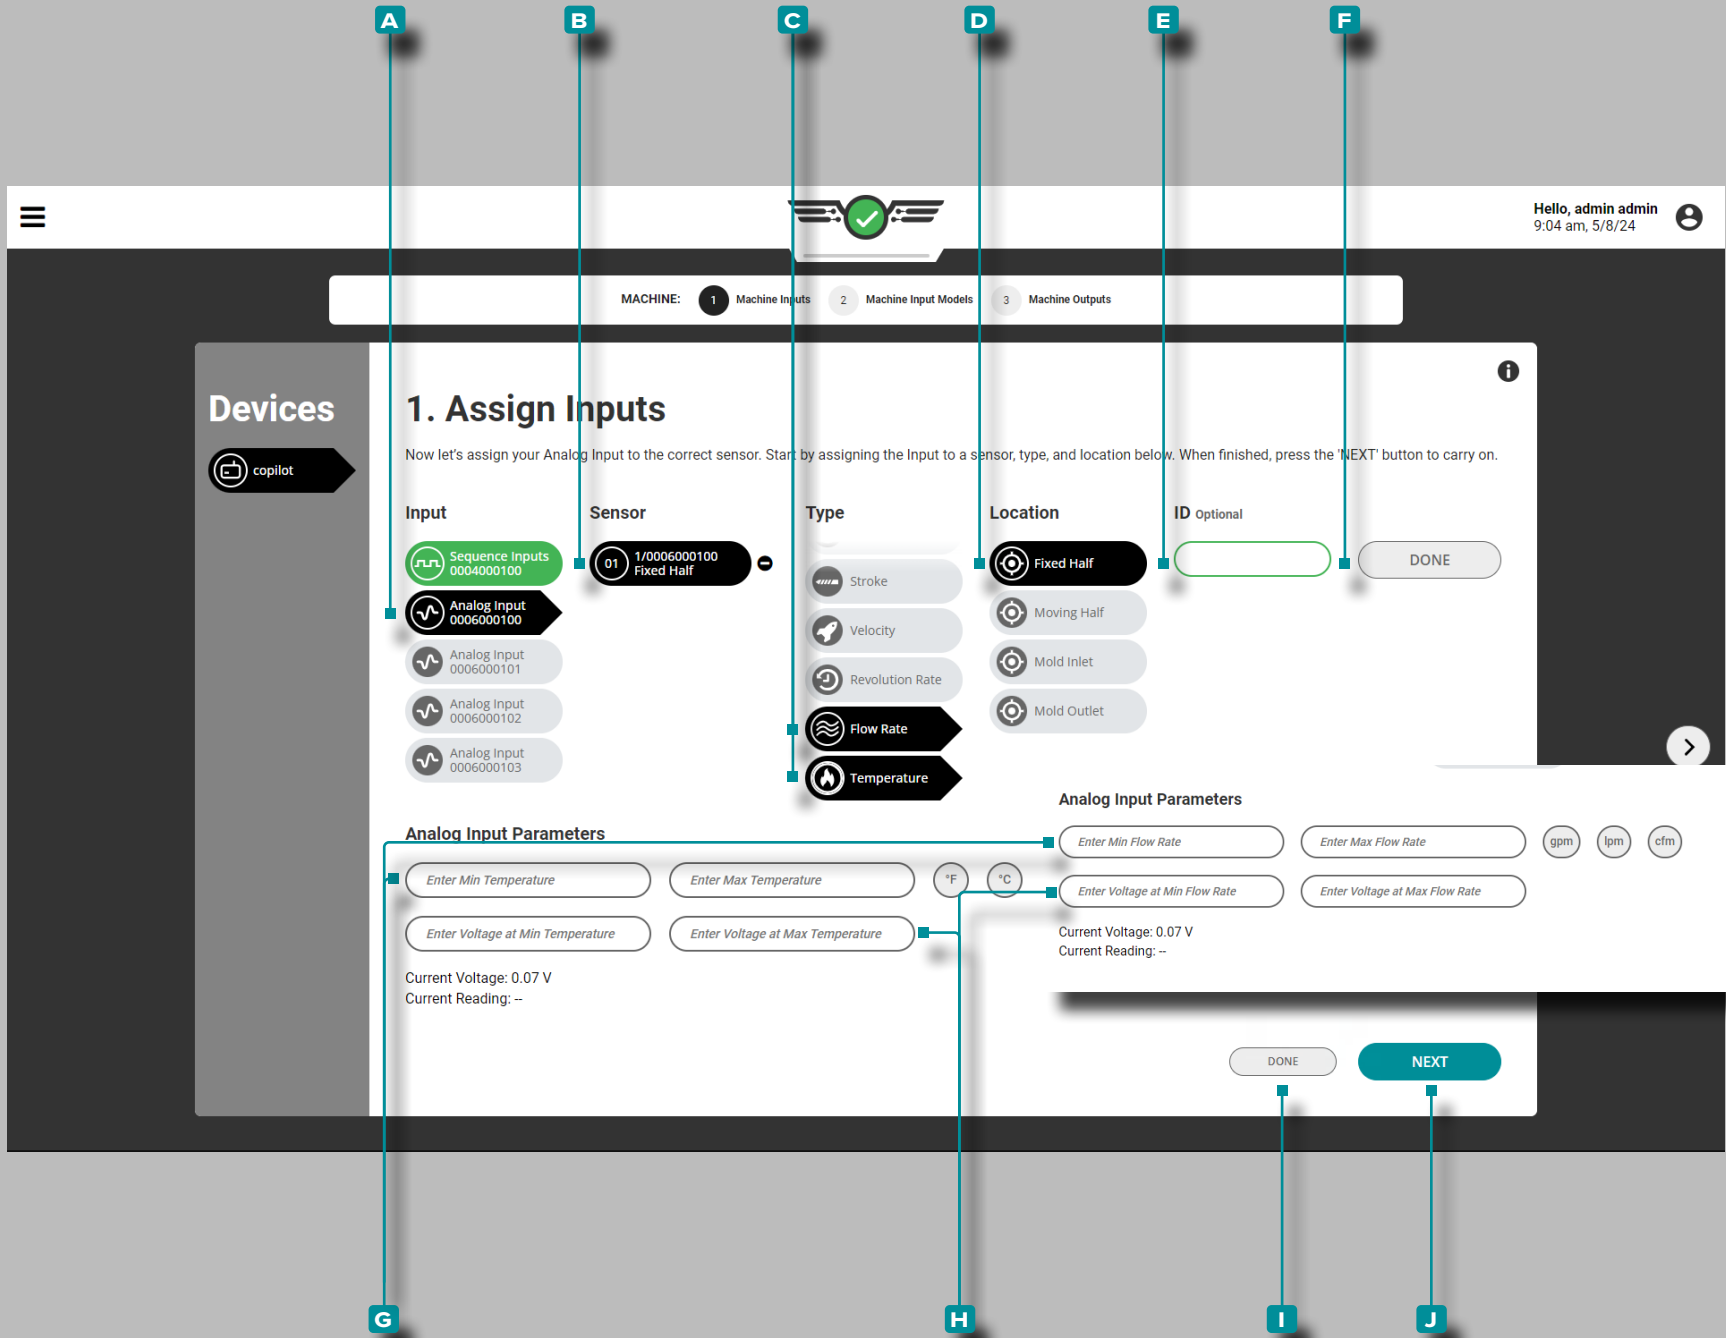 A B C D E F
Hello, admin admin
9:04 am, 5/8/24
MACHINE: 1 Machine Inputs 2 Machine Input Models 3 Machine Outputs
Devices
copilot
1. Assign Inputs
Now let's assign your Analog Input to the correct sensor. Start by assigning the Input to a sensor, type, and location below. When finished, press the 'NEXT' button to carry on.
Input
Sequence Inputs
0004000100
Analog Input
0006000100
Analog Input
0006000101
Analog Input
0006000102
Analog Input
0006000103
Sensor
01 1/0006000100
Fixed Half
Type
Stroke
Velocity
Revolution Rate
Flow Rate
Temperature
Location
Fixed Half
Moving Half
Mold Inlet
Mold Outlet
ID Optional
DONE
Analog Input Parameters
Enter Min Temperature Enter Max Temperature °F °C
Enter Voltage at Min Temperature Enter Voltage at Max Temperature
Current Voltage: 0.07 V
Current Reading: --
Analog Input Parameters
Enter Min Flow Rate Enter Max Flow Rate gpm lpm cfm
Enter Voltage at Min Flow Rate Enter Voltage at Max Flow Rate
Current Voltage: 0.07 V
Current Reading: --
DONE NEXT
G H I J